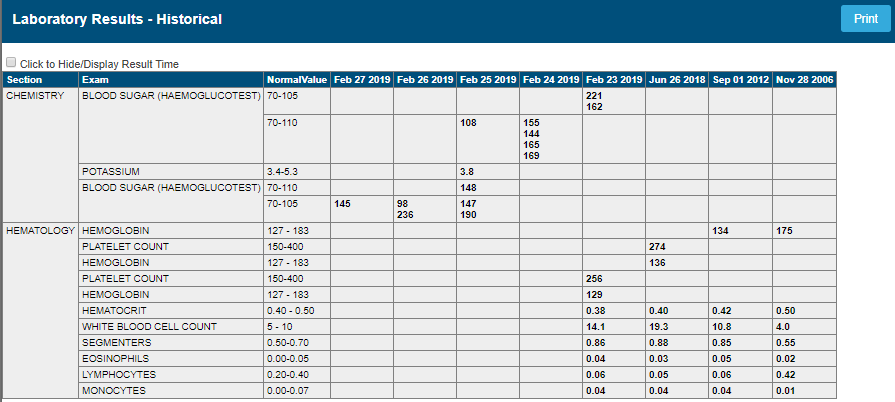 Laboratory Results - Historical
Print
Click to Hide/Display Result Time
Section Exam NormalValue Feb 27 2019 Feb 26 2019 Feb 25 2019 Feb 24 2019 Feb 23 2019 Jun 26 2018 Sep 01 2012 Nov 28 2006
CHEMISTRY BLOOD SUGAR (HAEMOGLUCOTEST) 70-105 221
162
70-110 108 155
144
165
169
POTASSIUM 3.4-5.3 3.8
BLOOD SUGAR (HAEMOGLUCOTEST) 70-110 148
70-105 145 98 147
236 190
HEMATOLOGY HEMOGLOBIN 127 - 183 134 175
PLATELET COUNT 150-400 274
HEMOGLOBIN 127 - 183 136
PLATELET COUNT 150-400 256
HEMOGLOBIN 127 - 183 129
HEMATOCRIT 0.40 - 0.50 0.38 0.40 0.42 0.50
WHITE BLOOD CELL COUNT 5 - 10 14.1 19.3 10.8 4.0
SEGMENTERS 0.50-0.70 0.86 0.88 0.85 0.55
EOSINOPHILS 0.00-0.05 0.04 0.03 0.05 0.02
LYMPHOCYTES 0.20-0.40 0.06 0.05 0.06 0.42
MONOCYTES 0.00-0.07 0.04 0.04 0.04 0.01